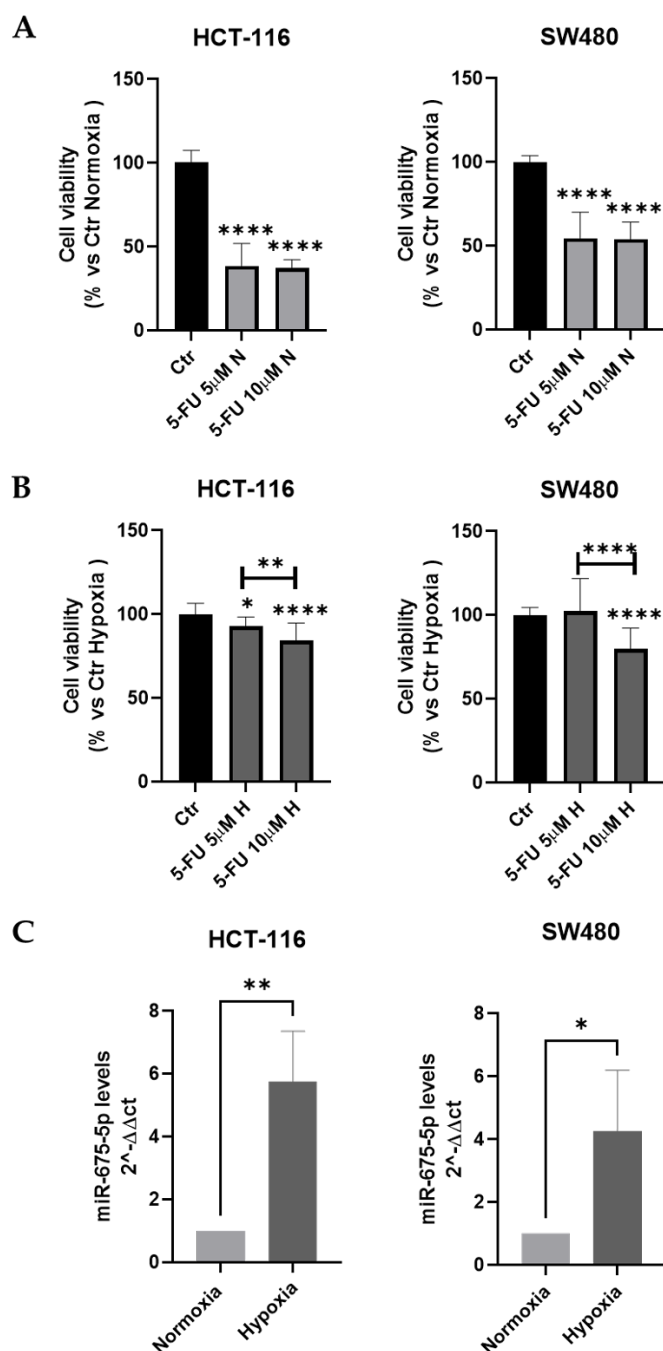 A
HCT-116
SW480
Cell viability
(% vs Ctr Normoxia )
150
100
50
0
**** ****
Ctr
5-FU 5μM N
5-FU 10μM N
Cell viability
(% vs Ctr Normoxia )
150
100
50
0
**** ****
Ctr
5-FU 5μM N
5-FU 10μM N
B
HCT-116
SW480
Cell viability
(% vs Ctr Hypoxia )
150
100
50
0
**
* ****
Ctr
5-FU 5μM H
5-FU 10μM H
Cell viability
(% vs Ctr Hypoxia )
150
100
50
0
****
****
Ctr
5-FU 5μM H
5-FU 10μM H
C
HCT-116
SW480
miR-675-5p levels
2^-ΔΔct
8
6
4
2
0
**
Normoxia
Hypoxia
miR-675-5p levels
2^-ΔΔct
8
6
4
2
0
*
Normoxia
Hypoxia